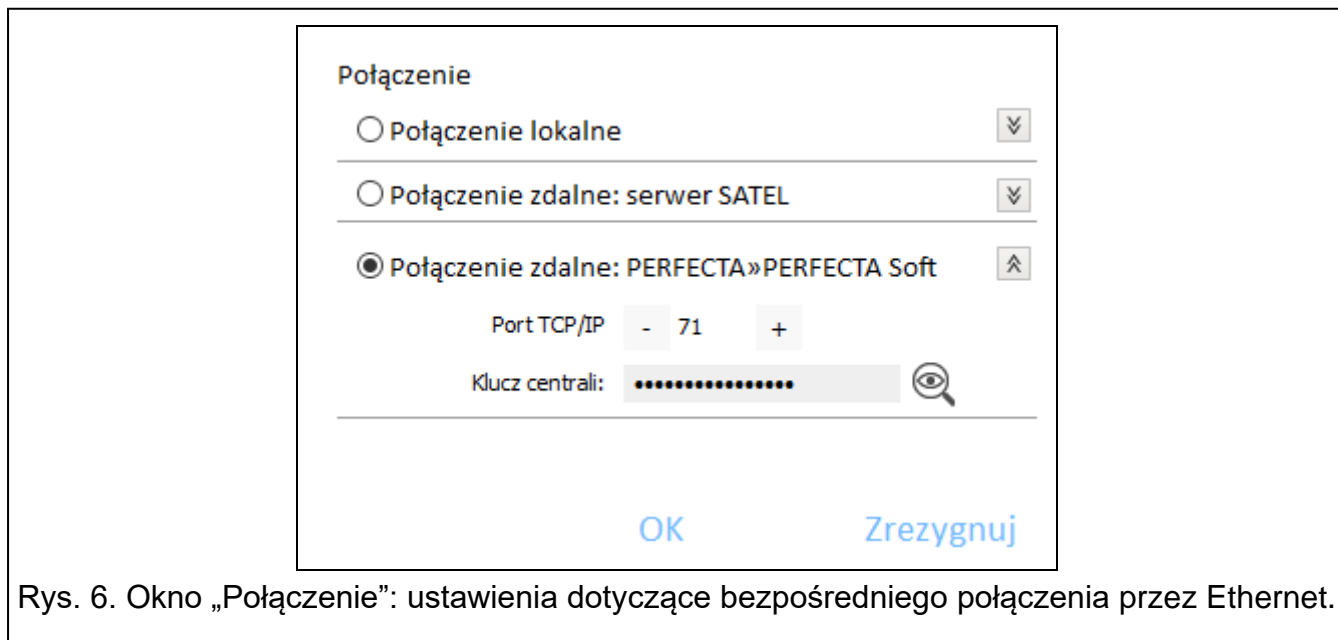 Połączenie
Połączenie lokalne
Połączenie zdalne: serwer SATEL
Połączenie zdalne: PERFECTA»PERFECTA Soft
Port TCP/IP - 71 +
Klucz centrali: ••••••••••••••••
OK Zrezygnuj
Rys. 6. Okno „Połączenie”: ustawienia dotyczące bezpośredniego połączenia przez Ethernet.